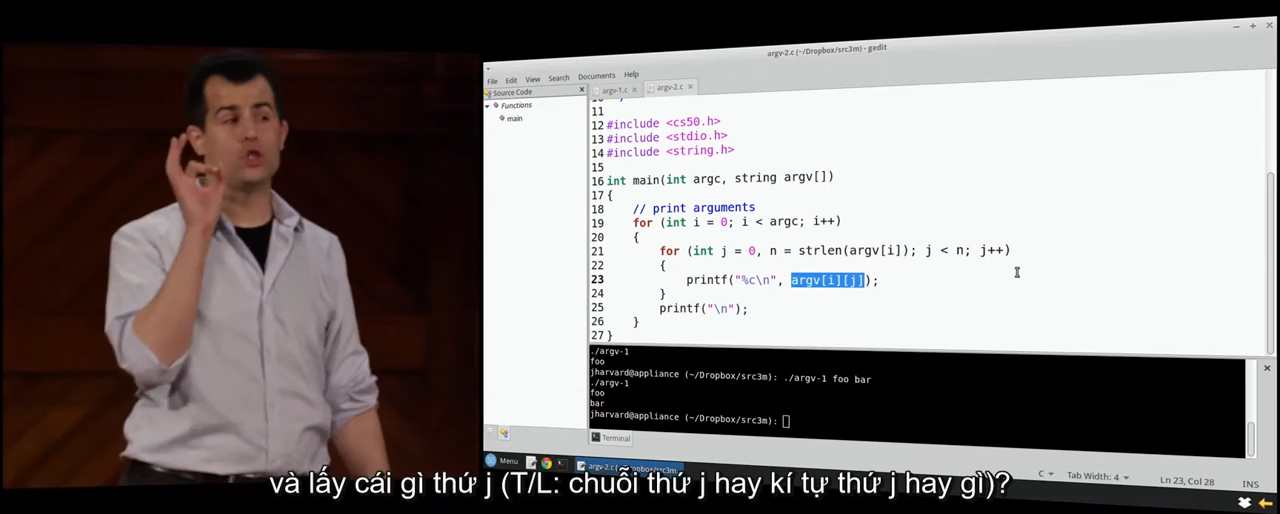 argv-2.c (~/Dropbox/src3m) - gedit
File Edit View Search Documents Help
Source Code
argv-1.c
argv-2.c
Functions
main
11
12 #include <cs50.h>
13 #include <stdio.h>
14 #include <string.h>
15
16 int main(int argc, string argv[])
17 {
18 // print arguments
19 for (int i = 0; i < argc; i++)
20 {
21 for (int j = 0, n = strlen(argv[i]); j < n; j++)
22 {
23 printf("%c\n", argv[i][j]);
24 }
25 printf("\n");
26 }
27 }
./argv-1
foo
jharvard@appliance (~/Dropbox/src3m): ./argv-1 foo bar
./argv-1
foo
bar
jharvard@appliance (~/Dropbox/src3m):
Terminal
Menu
argv-2.c (~/Dropbox/src3m...
C
Tab Width: 4
Ln 23, Col 28
INS
và lấy cái gì thứ j (T/L: chuỗi thứ j hay kí tự thứ j hay gì)?